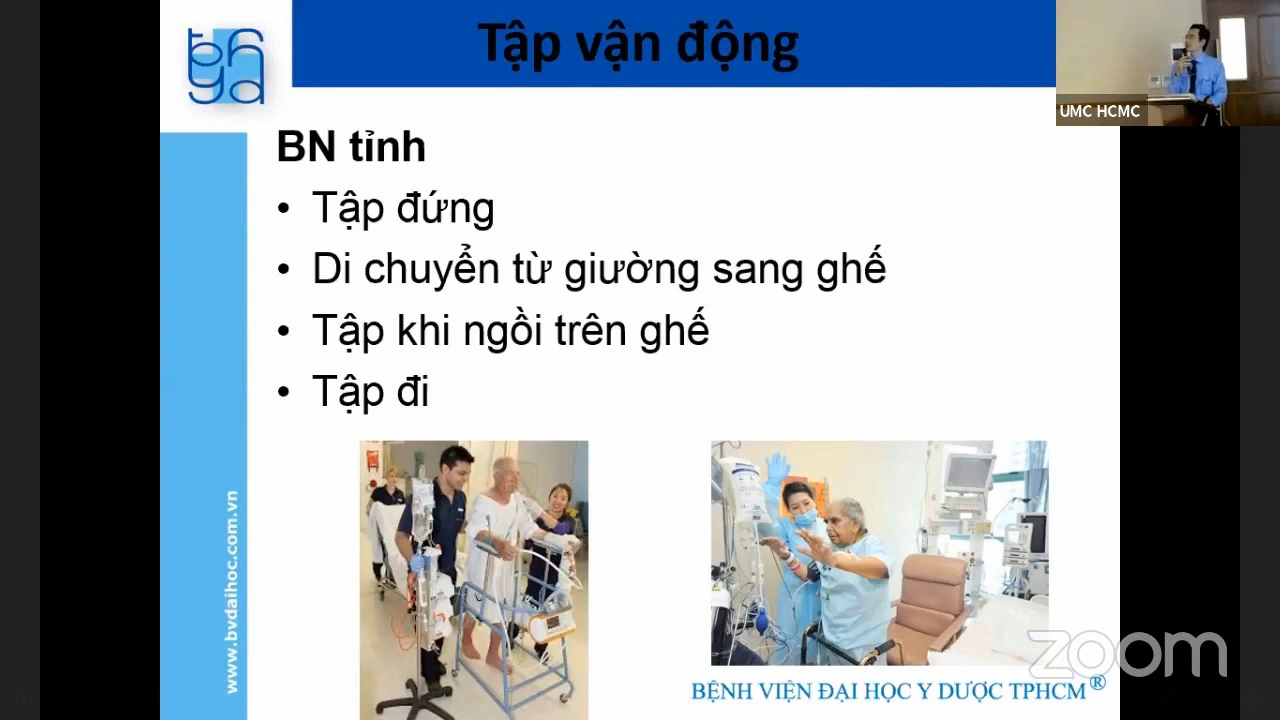 Tập vận động
UMC HCMC
BN tỉnh
• Tập đứng
• Di chuyển từ giường sang ghế
• Tập khi ngồi trên ghế
• Tập đi
www.bvdaihoc.com.vn
BỆNH VIỆN ĐẠI HỌC Y DƯỢC TPHCM®
zoom